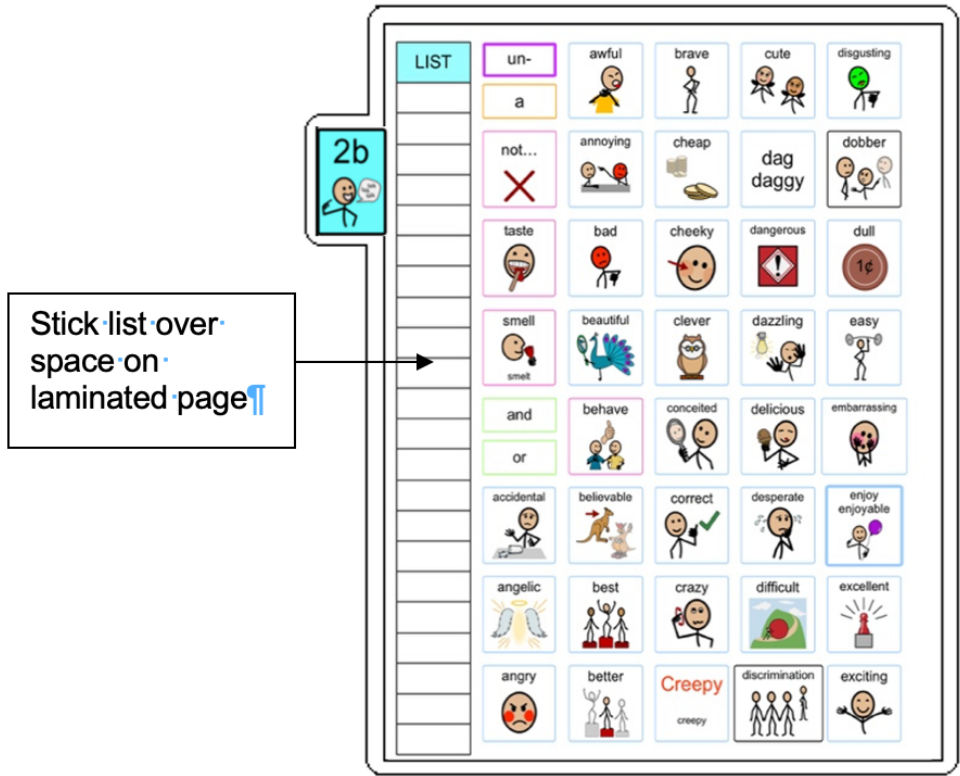 LIST
2b
Stick list over
space on
laminated page¶
un-
a
awful
brave
cute
disgusting
not...
annoying
cheap
dag
daggy
dobber
taste
bad
cheeky
dangerous
dull
1¢
smell
smelt
beautiful
clever
dazzling
easy
and
or
behave
conceited
delicious
embarrassing
accidental
believable
correct
desperate
enjoy
enjoyable
angelic
best
crazy
difficult
excellent
angry
better
Creepy
creepy
discrimination
exciting